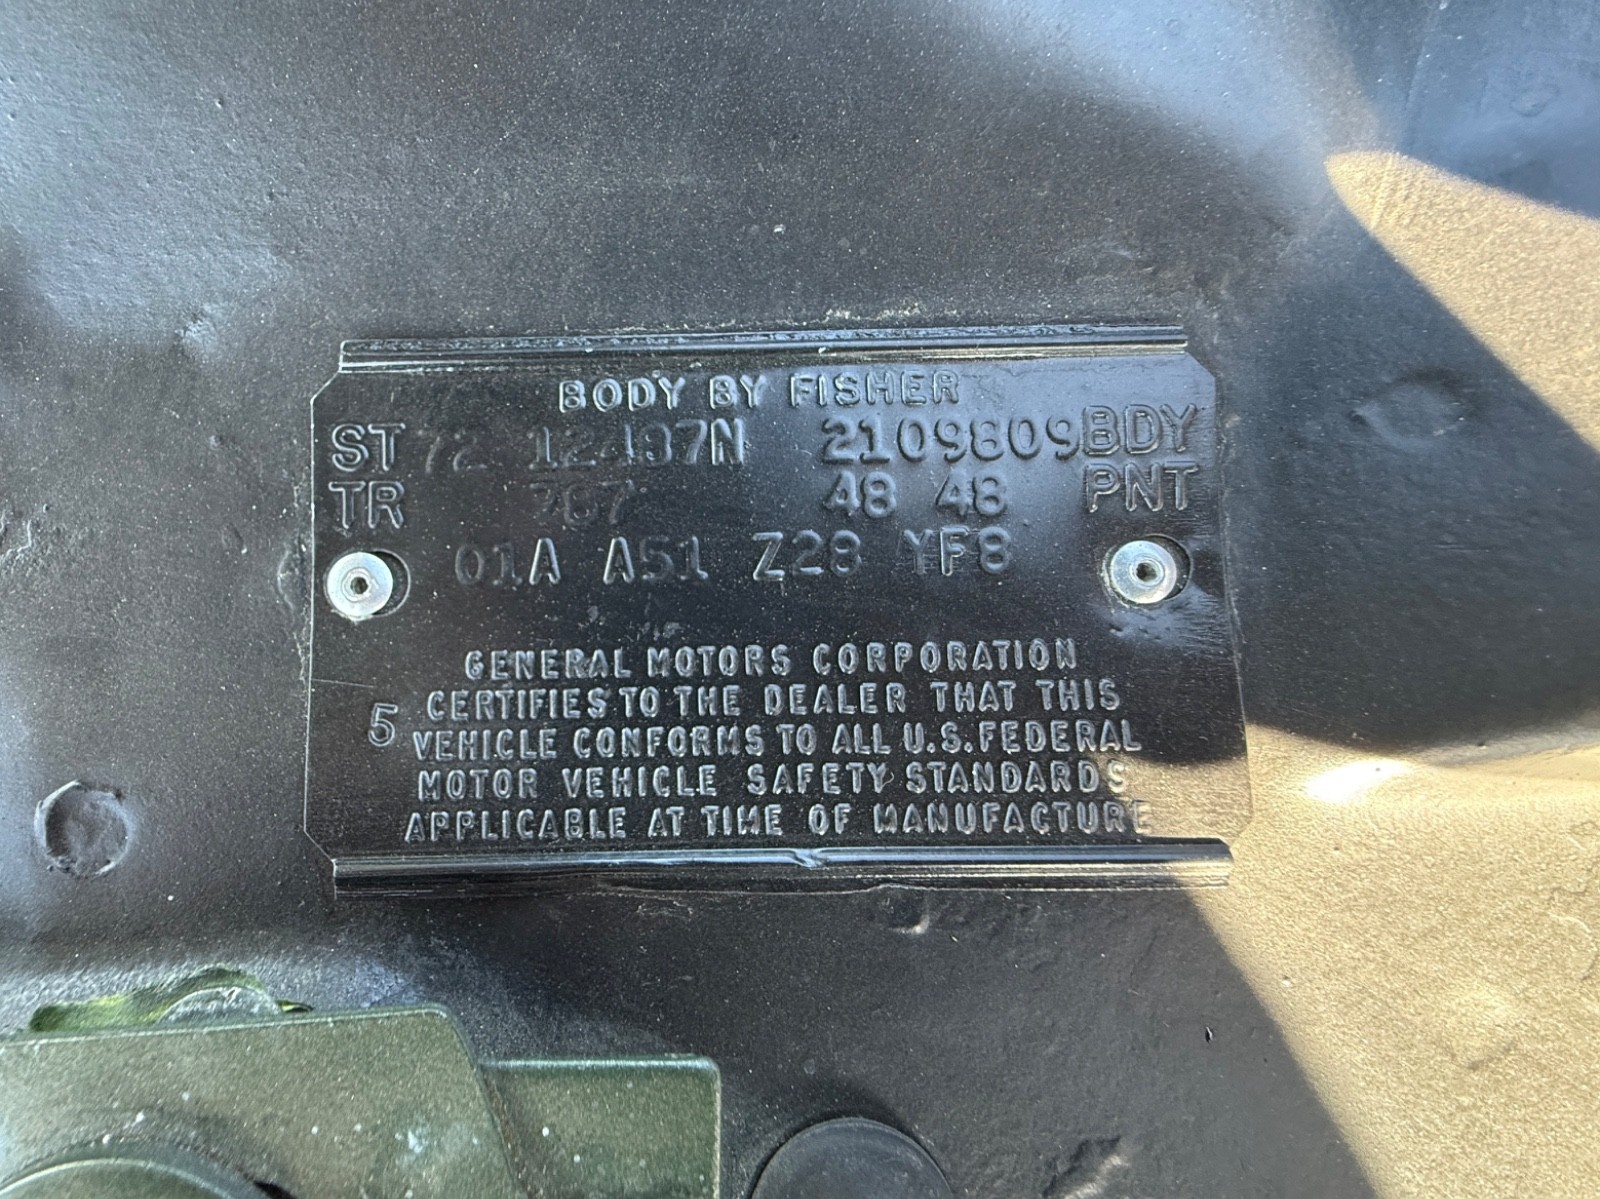 BODY BY FISHER
ST 72 12487N 2109809 BDY
TR 767 48 48 PNT
01A A51 Z28 YF8
GENERAL MOTORS CORPORATION
CERTIFIES TO THE DEALER THAT THIS
5 VEHICLE CONFORMS TO ALL U.S. FEDERAL
MOTOR VEHICLE SAFETY STANDARDS
APPLICABLE AT TIME OF MANUFACTURE